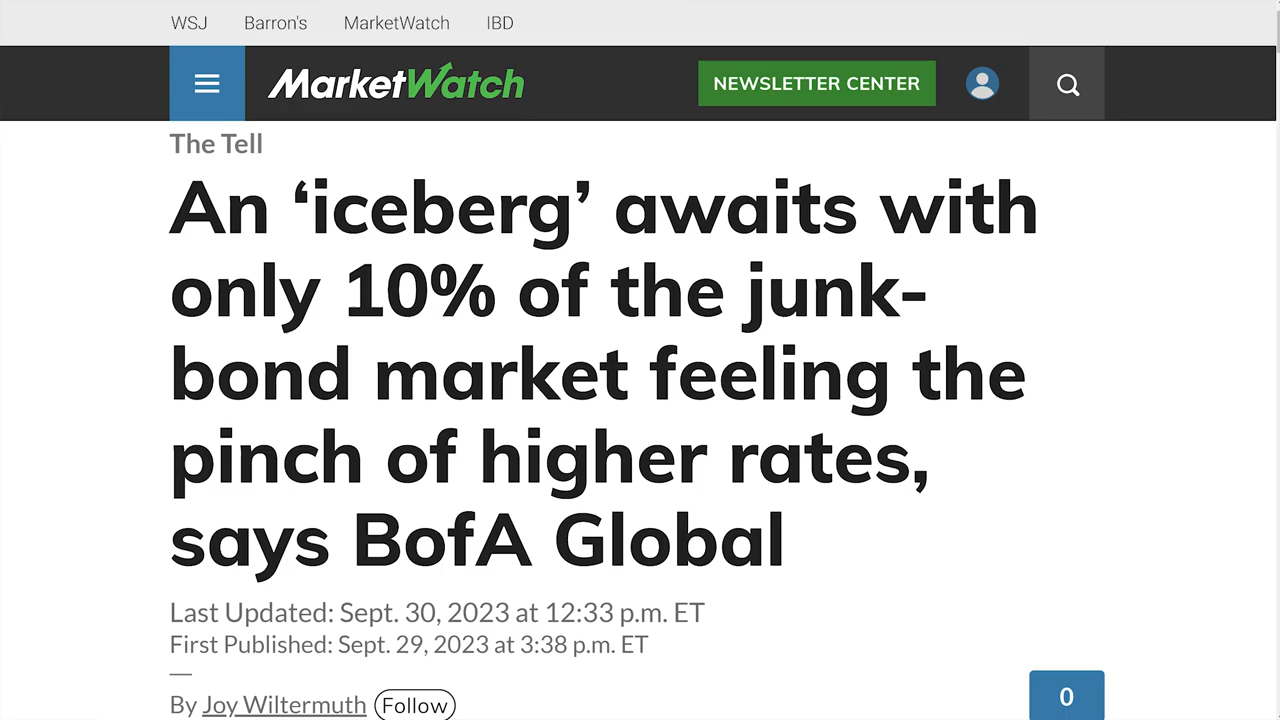 WSJ Barron's MarketWatch IBD
MarketWatch NEWSLETTER CENTER
The Tell
An ‘iceberg’ awaits with
only 10% of the junk-
bond market feeling the
pinch of higher rates,
says BofA Global
Last Updated: Sept. 30, 2023 at 12:33 p.m. ET
First Published: Sept. 29, 2023 at 3:38 p.m. ET
By Joy Wiltermuth Follow
0